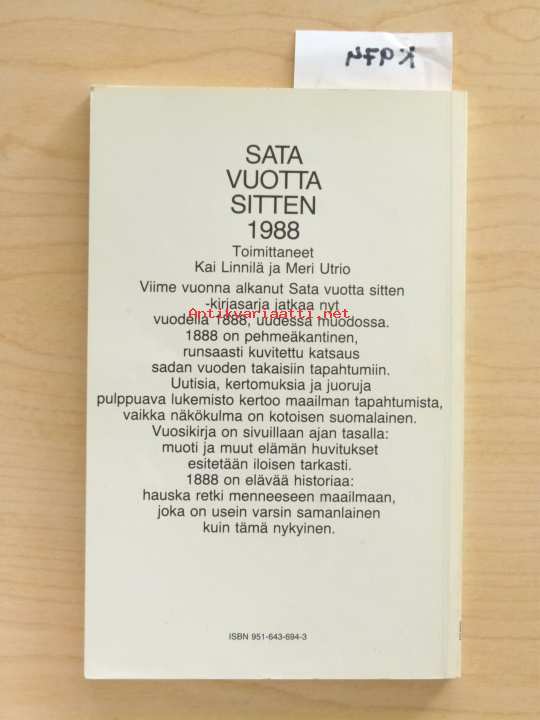 K974
SATA
VUOTTA
SITTEN
1988
Toimittaneet
Kai Linnilä ja Meri Utrio
Viime vuonna alkanut Sata vuotta sitten
-kirjasarja jatkaa nyt
Antikvariaatti.net
vuodella 1888, uudessa muodossa.
1888 on pehmeäkantinen,
runsaasti kuvitettu katsaus
sadan vuoden takaisiin tapahtumiin.
Uutisia, kertomuksia ja juoruja
pulppuava lukemisto kertoo maailman tapahtumista,
vaikka näkökulma on kotoisen suomalainen.
Vuosikirja on sivuillaan ajan tasalla:
muoti ja muut elämän huvitukset
esitetään iloisen tarkasti.
1888 on elävää historiaa:
hauska retki menneeseen maailmaan,
joka on usein varsin samanlainen
kuin tämä nykyinen.
ISBN 951-643-694-3